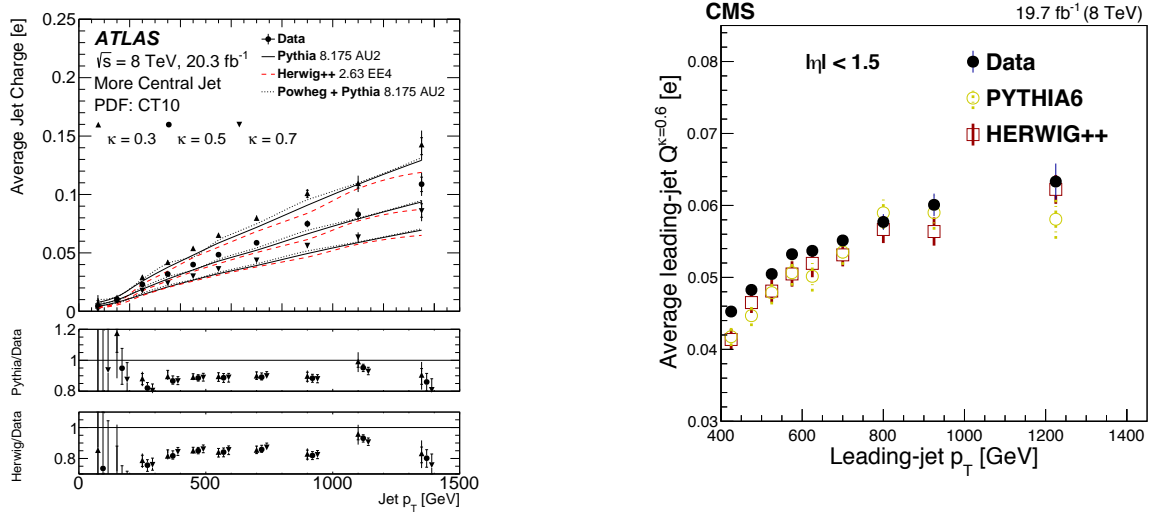 ATLAS
√s = 8 TeV, 20.3 fb-1
More Central Jet
PDF: CT10
κ = 0.3 κ = 0.5 κ = 0.7
Data
Pythia 8.175 AU2
Herwig++ 2.63 EE4
Powheg + Pythia 8.175 AU2
Average Jet Charge [e]
0.25
0.2
0.15
0.1
0.05
0
Pythia/Data
1.2
1
0.8
Herwig/Data
1
0.8
0 500 1000 1500
Jet pT [GeV]
CMS 19.7 fb-1 (8 TeV)
|η| < 1.5
Data
PYTHIA6
HERWIG++
Average leading-jet Qκ=0.6 [e]
0.08
0.07
0.06
0.05
0.04
0.03
400 600 800 1000 1200 1400
Leading-jet pT [GeV]